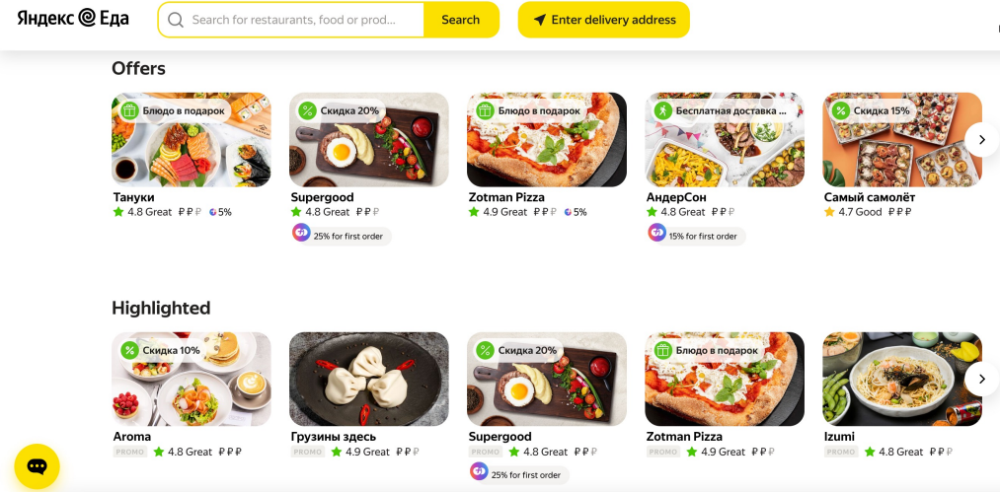 Яндекс Еда
Search for restaurants, food or prod...
Search
Enter delivery address
Offers
Блюдо в подарок
Скидка 20%
Блюдо в подарок
Бесплатная доставка ...
Скидка 15%
Тануки
Supergood
Zotman Pizza
АндерСон
Самый самолёт
4.8 Great ₽₽₽ 5%
4.8 Great ₽₽₽
4.9 Great ₽₽₽ 5%
4.8 Great ₽₽₽
4.7 Good ₽₽₽
25% for first order
15% for first order
Highlighted
Скидка 10%
Скидка 20%
Блюдо в подарок
Aroma
Грузины здесь
Supergood
Zotman Pizza
Izumi
PROMO 4.8 Great ₽₽₽
PROMO 4.9 Great ₽₽₽
PROMO 4.8 Great ₽₽₽
PROMO 4.9 Great ₽₽₽
PROMO 4.8 Great ₽₽₽
25% for first order